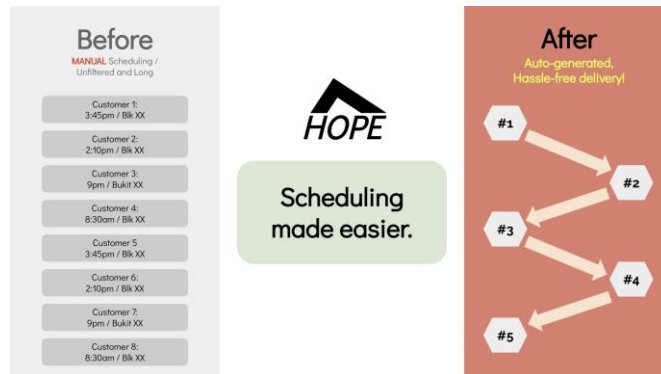 Before
MANUAL Scheduling /
Unfiltered and Long
Customer 1:
3:45pm / Blk XX
Customer 2:
2:10pm / Blk XX
Customer 3:
9pm / Bukit XX
Customer 4:
8:30am / Blk XX
Customer 5
3:45pm / Blk XX
Customer 6:
2:10pm / Blk XX
Customer 7:
9pm / Bukit XX
Customer 8:
8:30am / Blk XX
HOPE
Scheduling
made easier.
After
Auto-generated,
Hassle-free delivery!
#1
#2
#3
#4
#5